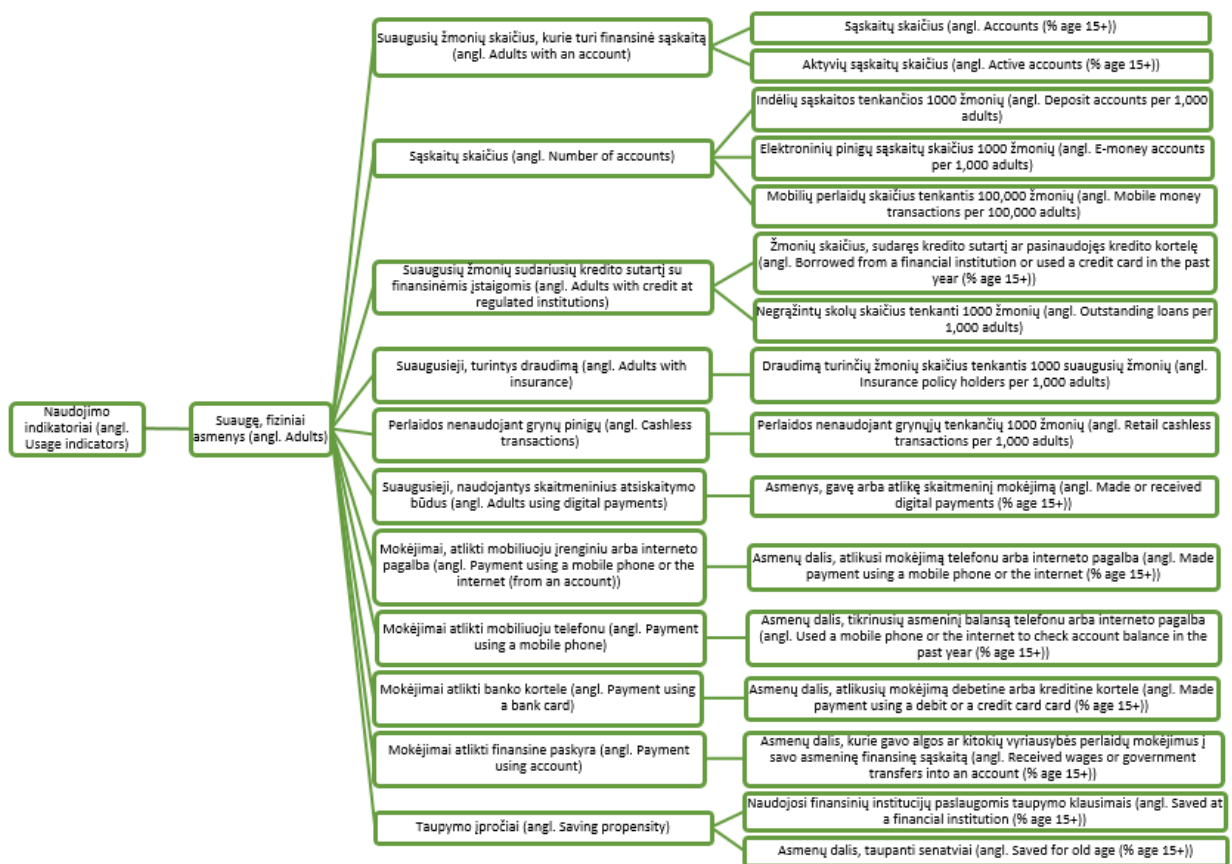 Naudojimo
indikatoriai (angl.
Usage indicators)
Suaugę, fiziniai
asmenys (angl. Adults)
Suaugusių žmonių skaičius, kurie turi finansinė sąskaitą
(angl. Adults with an account)
Sąskaitų skaičius (angl. Accounts (% age 15+))
Aktyvių sąskaitų skaičius (angl. Active accounts (% age 15+))
Sąskaitų skaičius (angl. Number of accounts)
Indėlių sąskaitos tenkančios 1000 žmonių (angl. Deposit accounts per 1,000
adults)
Elektroninių pinigų sąskaitų skaičius 1000 žmonių (angl. E-money accounts
per 1,000 adults)
Mobilių perlaidų skaičius tenkantis 100,000 žmonių (angl. Mobile money
transactions per 100,000 adults)
Suaugusių žmonių sudariusių kredito sutartį su
finansinėmis įstaigomis (angl. Adults with credit at
regulated institutions)
Žmonių skaičius, sudaręs kredito sutartį ar pasinaudojęs kredito kortelę
(angl. Borrowed from a financial institution or used a credit card in the past
year (% age 15+))
Negrąžintų skolų skaičius tenkanti 1000 žmonių (angl. Outstanding loans per
1,000 adults)
Suaugusieji, turintys draudimą (angl. Adults with
insurance)
Draudimą turinčių žmonių skaičius tenkantis 1000 suaugusių žmonių (angl.
Insurance policy holders per 1,000 adults)
Perlaidos nenaudojant grynų pinigų (angl. Cashless
transactions)
Perlaidos nenaudojant grynųjų tenkančių 1000 žmonių (angl. Retail cashless
transactions per 1,000 adults)
Suaugusieji, naudojantys skaitmeninius atsiskaitymo
būdus (angl. Adults using digital payments)
Asmenys, gavę arba atlikę skaitmeninį mokėjimą (angl. Made or received
digital payments (% age 15+))
Mokėjimai, atlikti mobiliuoju įrenginiu arba interneto
pagalba (angl. Payment using a mobile phone or the
internet (from an account))
Asmenų dalis, atlikusi mokėjimą telefonu arba interneto pagalba (angl. Made
payment using a mobile phone or the internet (% age 15+))
Mokėjimai atlikti mobiliuoju telefonu (angl. Payment
using a mobile phone)
Asmenų dalis, tikrinusių asmeninį balansą telefonu arba interneto pagalba
(angl. Used a mobile phone or the internet to check account balance in the
past year (% age 15+))
Mokėjimai atlikti banko kortele (angl. Payment using
a bank card)
Asmenų dalis, atlikusių mokėjimą debetine arba kreditine kortele (angl. Made
payment using a debit or a credit card card (% age 15+))
Mokėjimai atlikti finansine paskyra (angl. Payment
using account)
Asmenų dalis, kurie gavo algos ar kitokių vyriausybės perlaidų mokėjimus į
savo asmeninę finansinę sąskaitą (angl. Received wages or government
transfers into an account (% age 15+))
Taupymo įpročiai (angl. Saving propensity)
Naudojosi finansinių institucijų paslaugomis taupymo klausimais (angl. Saved at
a financial institution (% age 15+))
Asmenų dalis, taupanti senatviai (angl. Saved for old age (% age 15+))